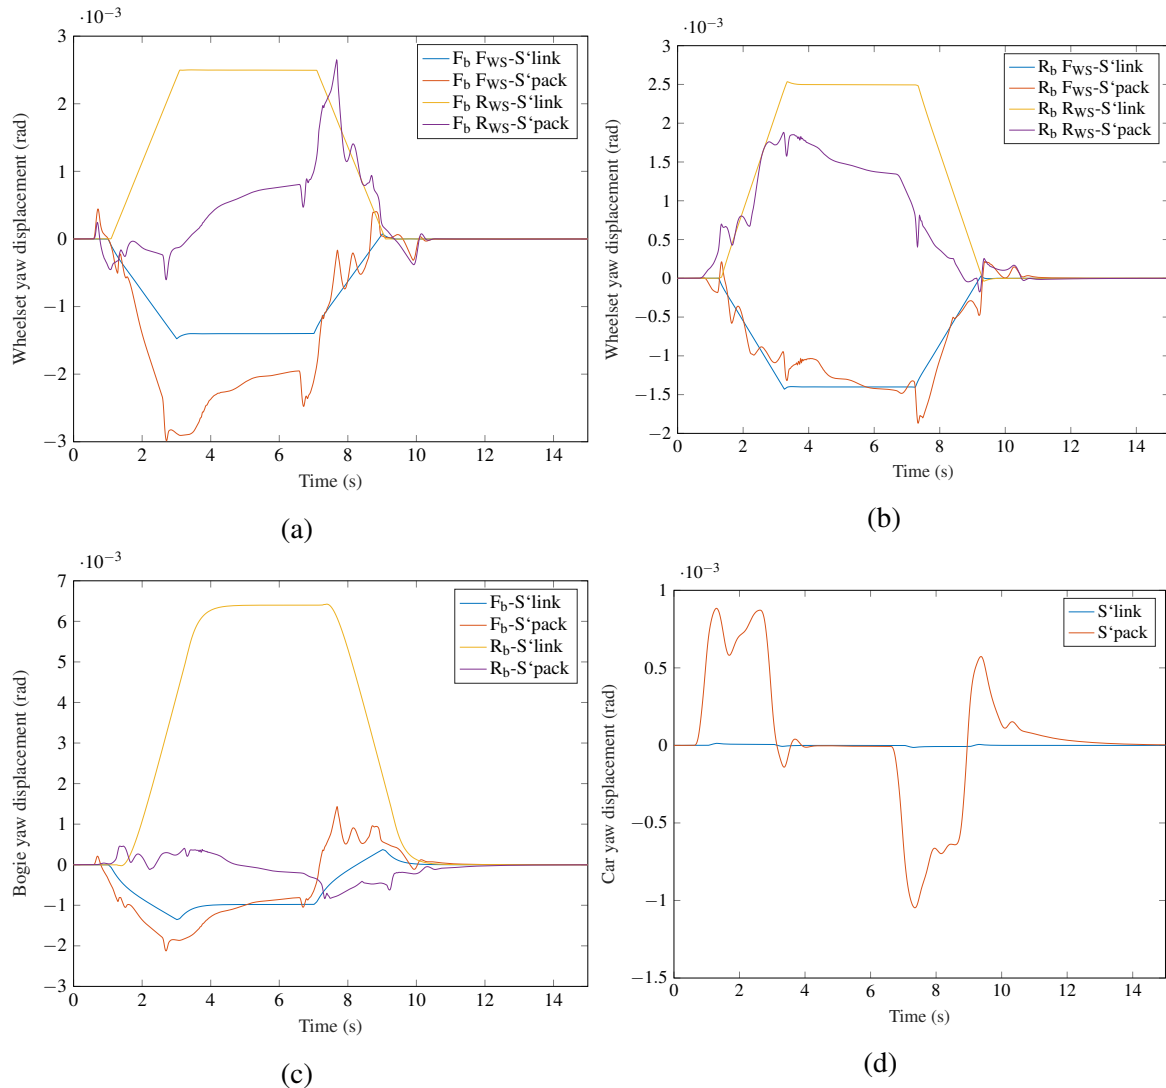 ·10⁻³
3
2
1
0
−1
−2
−3
Wheelset yaw displacement (rad)
F_b F_WS-S‘link
F_b F_WS-S‘pack
F_b R_WS-S‘link
F_b R_WS-S‘pack
0 2 4 6 8 10 12 14
Time (s)
(a)
·10⁻³
3
2.5
2
1.5
1
0.5
0
−0.5
−1
−1.5
−2
Wheelset yaw displacement (rad)
R_b F_WS-S‘link
R_b F_WS-S‘pack
R_b R_WS-S‘link
R_b R_WS-S‘pack
0 2 4 6 8 10 12 14
Time (s)
(b)
·10⁻³
7
6
5
4
3
2
1
0
−1
−2
−3
Bogie yaw displacement (rad)
F_b-S‘link
F_b-S‘pack
R_b-S‘link
R_b-S‘pack
0 2 4 6 8 10 12 14
Time (s)
(c)
·10⁻³
1
0.5
0
−0.5
−1
−1.5
Car yaw displacement (rad)
S‘link
S‘pack
0 2 4 6 8 10 12 14
Time (s)
(d)